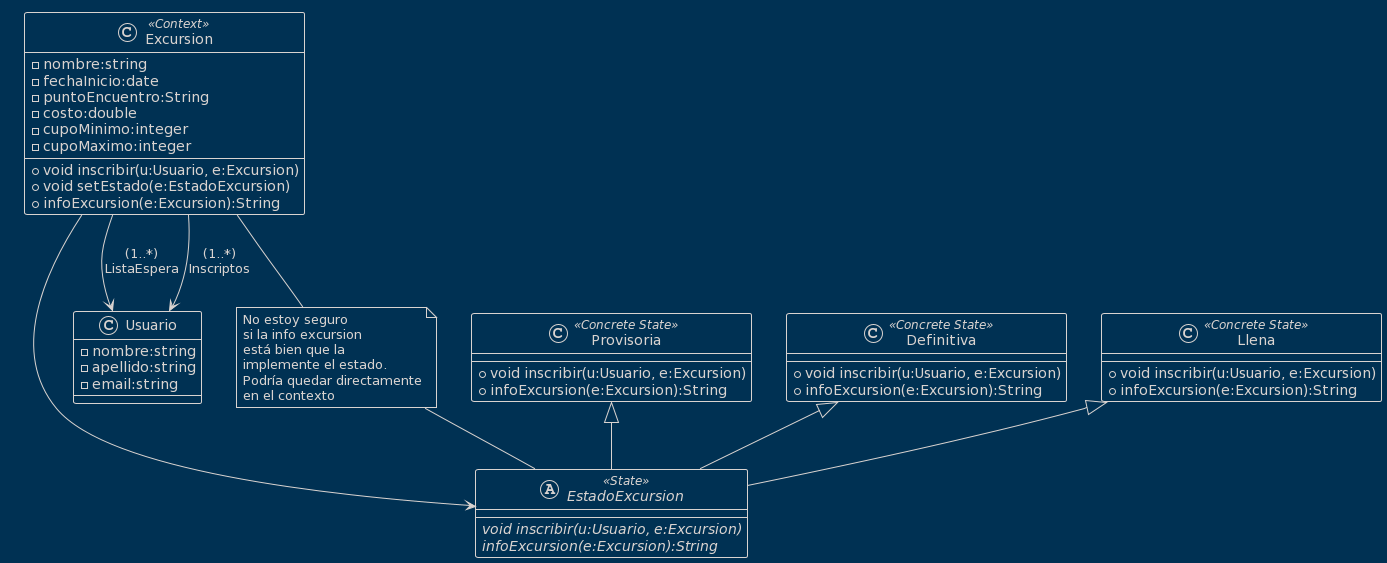 «Context»
C Excursion
nombre:string
fechaInicio:date
puntoEncuentro:String
costo:double
cupoMinimo:integer
cupoMaximo:integer
void inscribir(u:Usuario, e:Excursion)
void setEstado(e:EstadoExcursion)
infoExcursion(e:Excursion):String
(1..*)
ListaEspera
(1..*)
Inscriptos
C Usuario
nombre:string
apellido:string
email:string
No estoy seguro
si la info excursion
está bien que la
implemente el estado.
Podría quedar directamente
en el contexto
«Concrete State»
C Provisoria
void inscribir(u:Usuario, e:Excursion)
infoExcursion(e:Excursion):String
«Concrete State»
C Definitiva
void inscribir(u:Usuario, e:Excursion)
infoExcursion(e:Excursion):String
«Concrete State»
C Llena
void inscribir(u:Usuario, e:Excursion)
infoExcursion(e:Excursion):String
«State»
A EstadoExcursion
void inscribir(u:Usuario, e:Excursion)
infoExcursion(e:Excursion):String